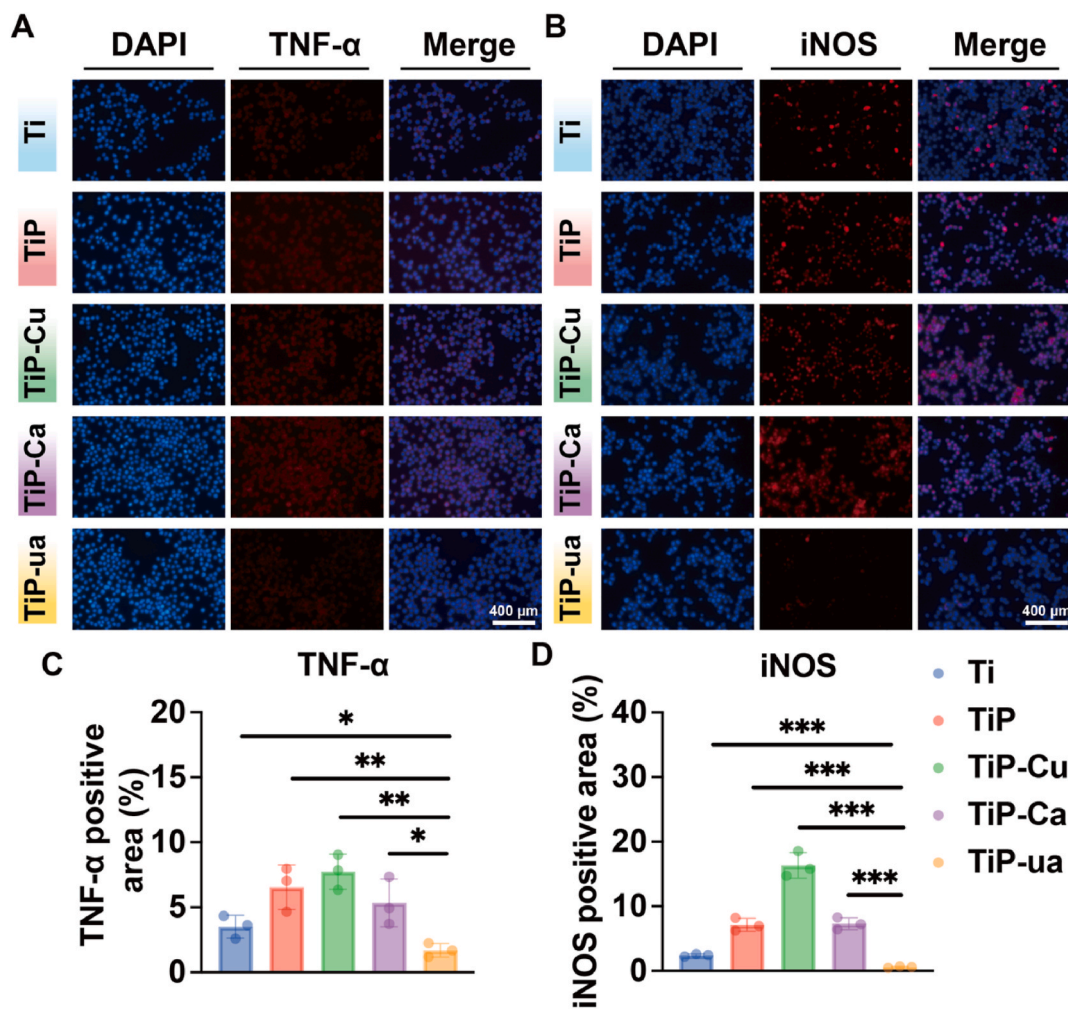 A
DAPI TNF-α Merge
Ti
TiP
TiP-Cu
TiP-Ca
TiP-ua
400 μm
B
DAPI iNOS Merge
Ti
TiP
TiP-Cu
TiP-Ca
TiP-ua
400 μm
C
TNF-α
TNF-α positive
area (%)
20
15
10
5
0
*
**
**
*
D
iNOS
iNOS positive area (%)
40
30
20
10
0
***
***
***
***
Ti
TiP
TiP-Cu
TiP-Ca
TiP-ua